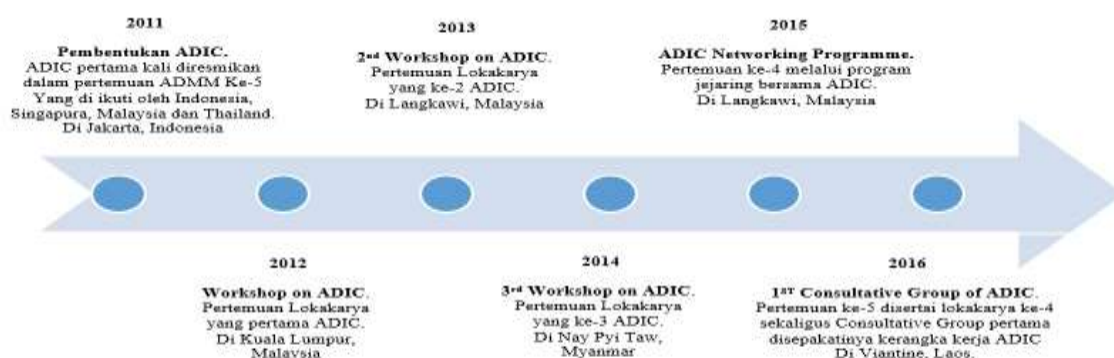 2011
Pembentukan ADIC.
ADIC pertama kali diresmikan
dalam pertemuan ADMM Ke-5
Yang di ikuti oleh Indonesia,
Singapura, Malaysia dan Thailand.
Di Jakarta, Indonesia
2012
Workshop on ADIC.
Pertemuan Lokakarya
yang pertama ADIC.
Di Kuala Lumpur,
Malaysia
2013
2nd Workshop on ADIC.
Pertemuan Lokakarya
yang ke-2 ADIC.
Di Langkawi, Malaysia
2014
3rd Workshop on ADIC.
Pertemuan Lokakarya
yang ke-3 ADIC.
Di Nay Pyi Taw,
Myanmar
2015
ADIC Networking Programme.
Pertemuan ke-4 melalui program
jejaring bersama ADIC.
Di Langkawi, Malaysia
2016
1ST Consultative Group of ADIC.
Pertemuan ke-5 disertai lokakarya ke-4
sekaligus Consultative Group pertama
disepakatinya kerangka kerja ADIC
Di Viantine, Laos.